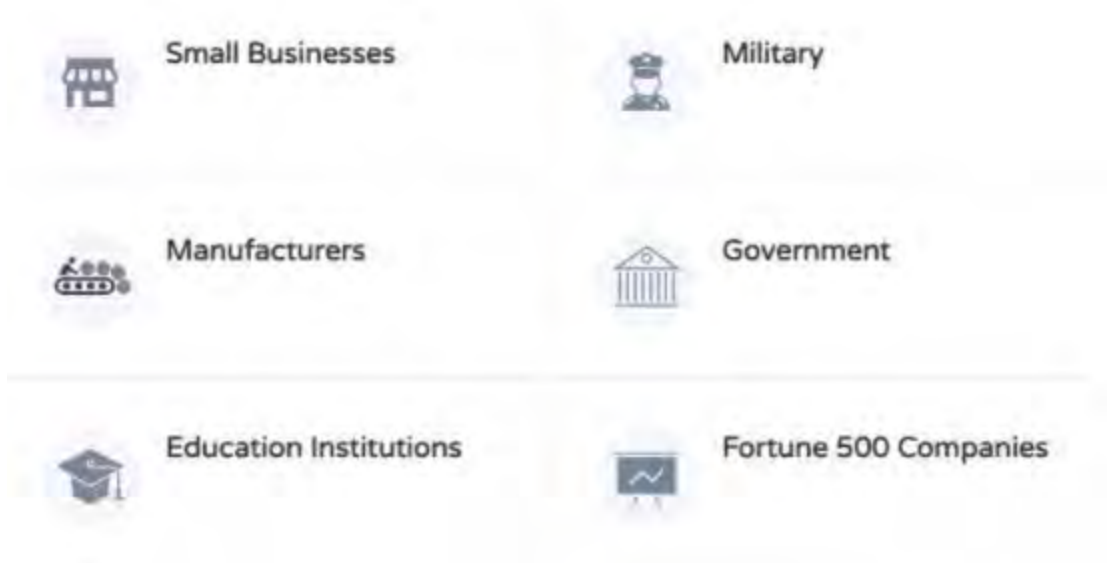 Small Businesses
Military
Manufacturers
Government
Education Institutions
Fortune 500 Companies